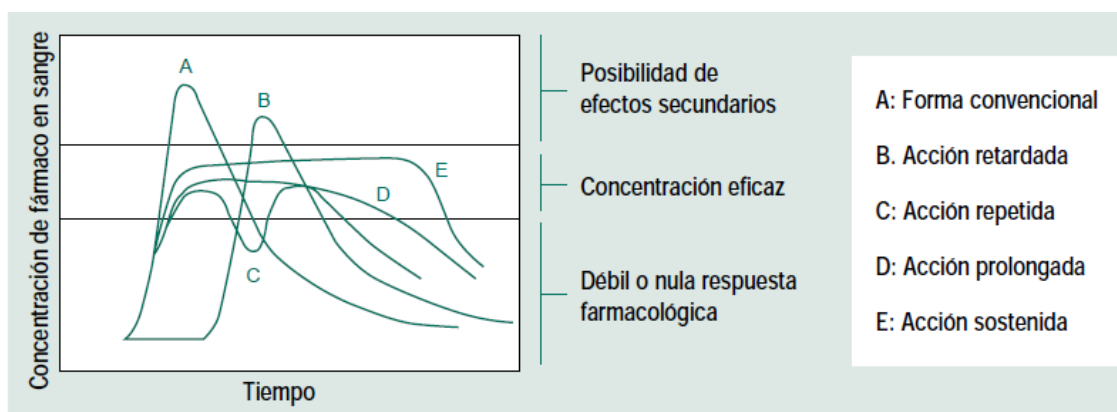 Concentración de fármaco en sangre
A
B
E
D
C
Tiempo
Posibilidad de
efectos secundarios
Concentración eficaz
Débil o nula respuesta
farmacológica
A: Forma convencional
B. Acción retardada
C: Acción repetida
D: Acción prolongada
E: Acción sostenida